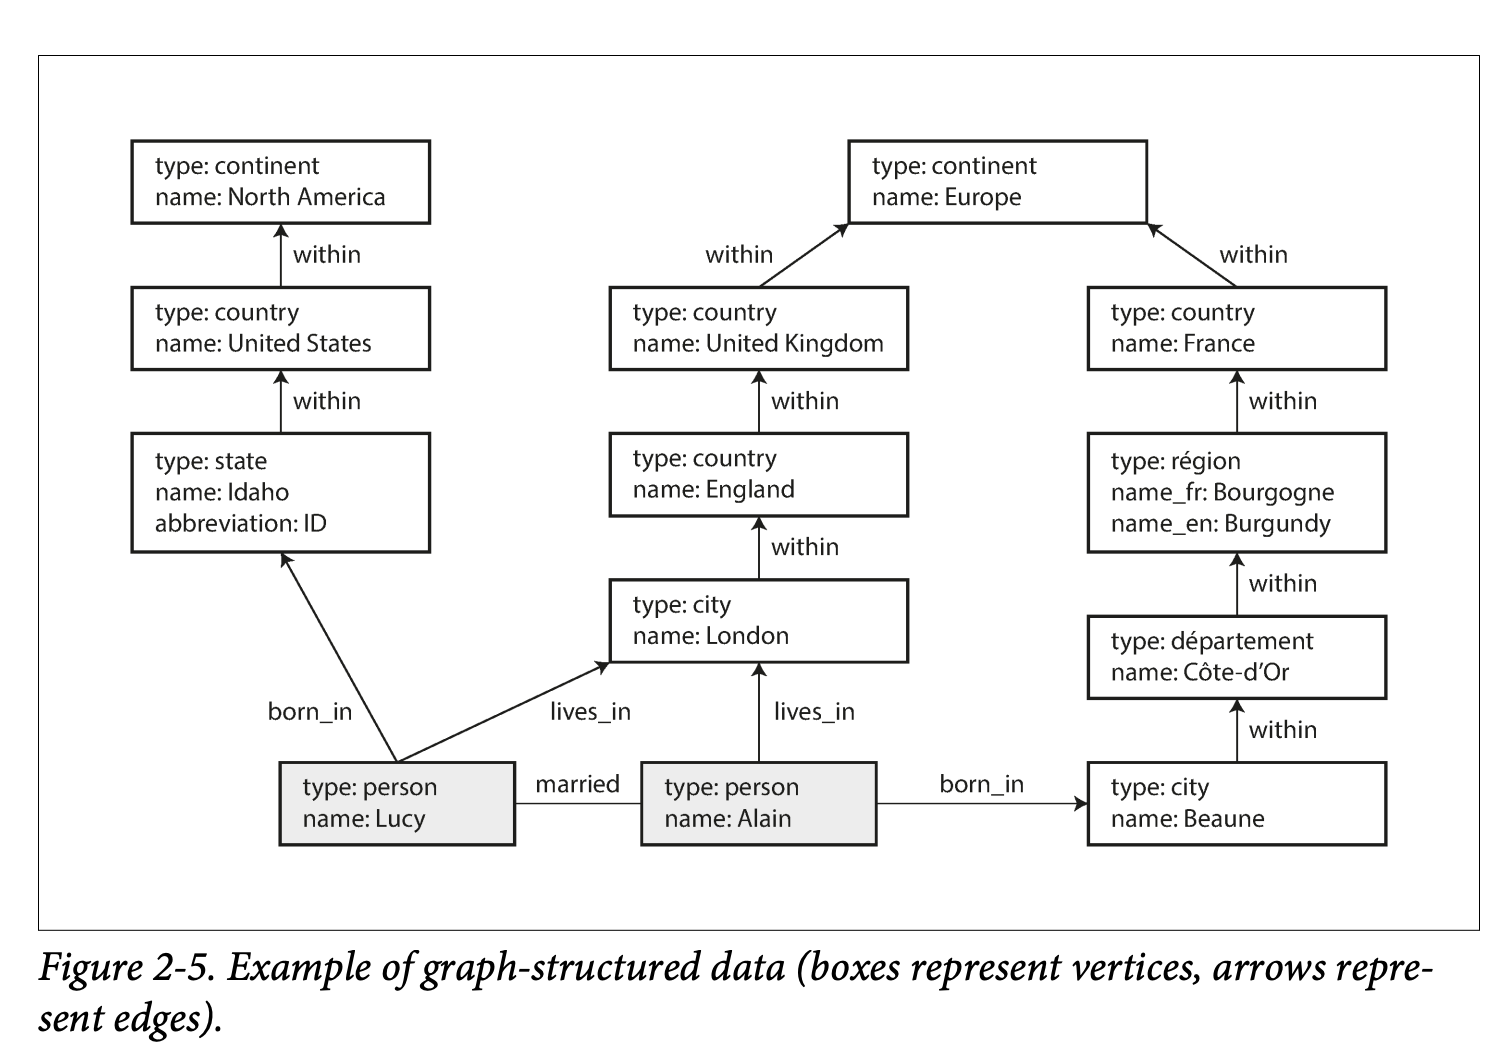 type: continent
name: North America
type: continent
name: Europe
within
within
within
type: country
name: United States
type: country
name: United Kingdom
type: country
name: France
within
within
within
type: state
name: Idaho
abbreviation: ID
type: country
name: England
type: région
name_fr: Bourgogne
name_en: Burgundy
within
within
type: city
name: London
type: département
name: Côte-d’Or
born_in
lives_in
lives_in
within
type: person
name: Lucy
married
type: person
name: Alain
born_in
type: city
name: Beaune
Figure 2-5. Example of graph-structured data (boxes represent vertices, arrows repre-
sent edges).